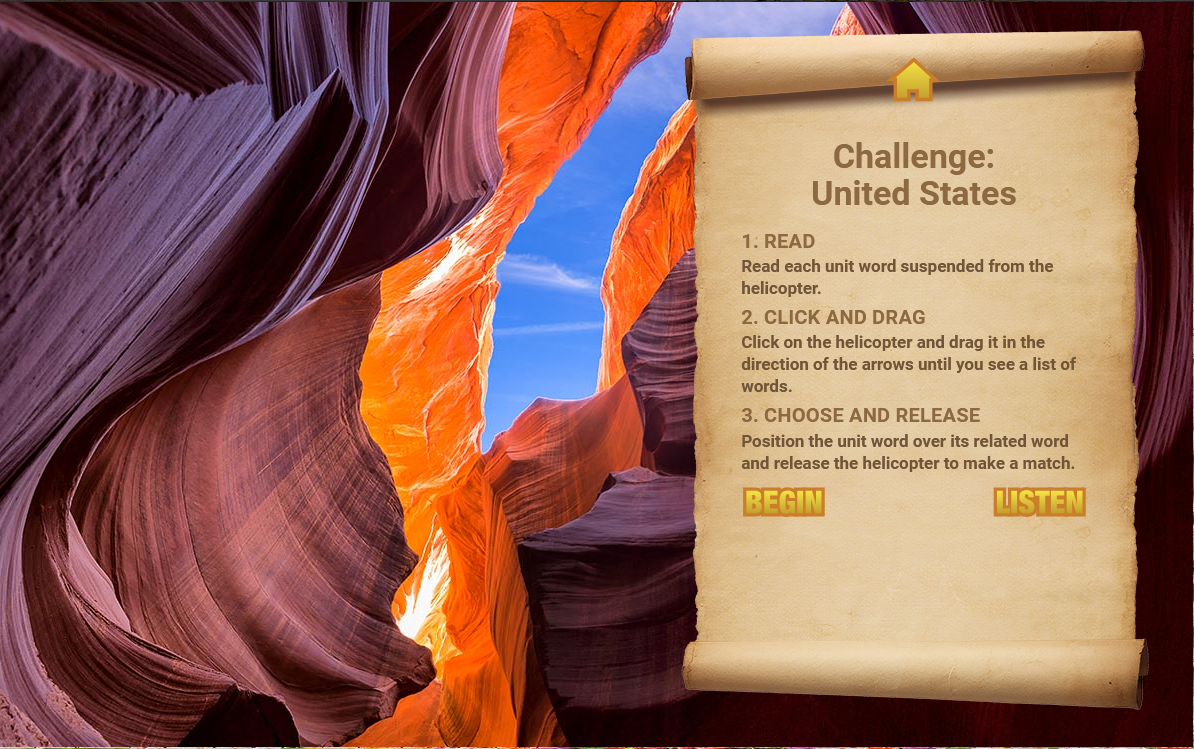 Challenge:
United States
1. READ
Read each unit word suspended from the
helicopter.
2. CLICK AND DRAG
Click on the helicopter and drag it in the
direction of the arrows until you see a list of
words.
3. CHOOSE AND RELEASE
Position the unit word over its related word
and release the helicopter to make a match.
BEGIN
LISTEN